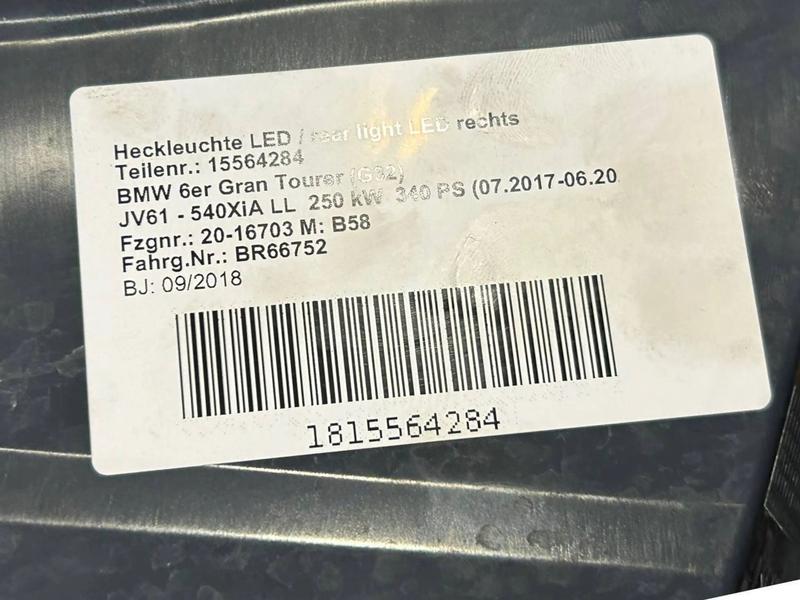 Heckleuchte LED / rear light LED rechts
Teilenr.: 15564284
BMW 6er Gran Tourer (G32)
JV61 - 540XiA LL 250 kW 340 PS (07.2017-06.20
Fzgnr.: 20-16703 M: B58
Fahrg.Nr.: BR66752
BJ: 09/2018
1815564284